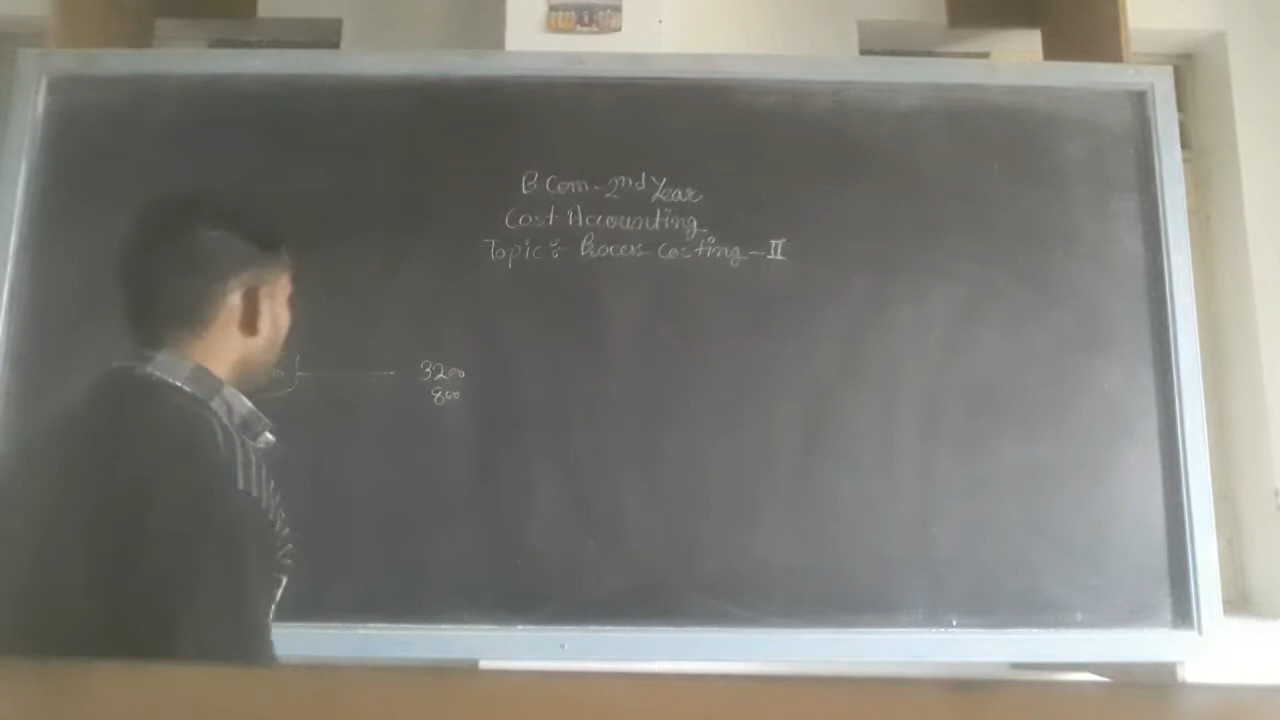 B Com - 2nd Year
Cost Accounting
Topic : Process Costing - II
3200
800